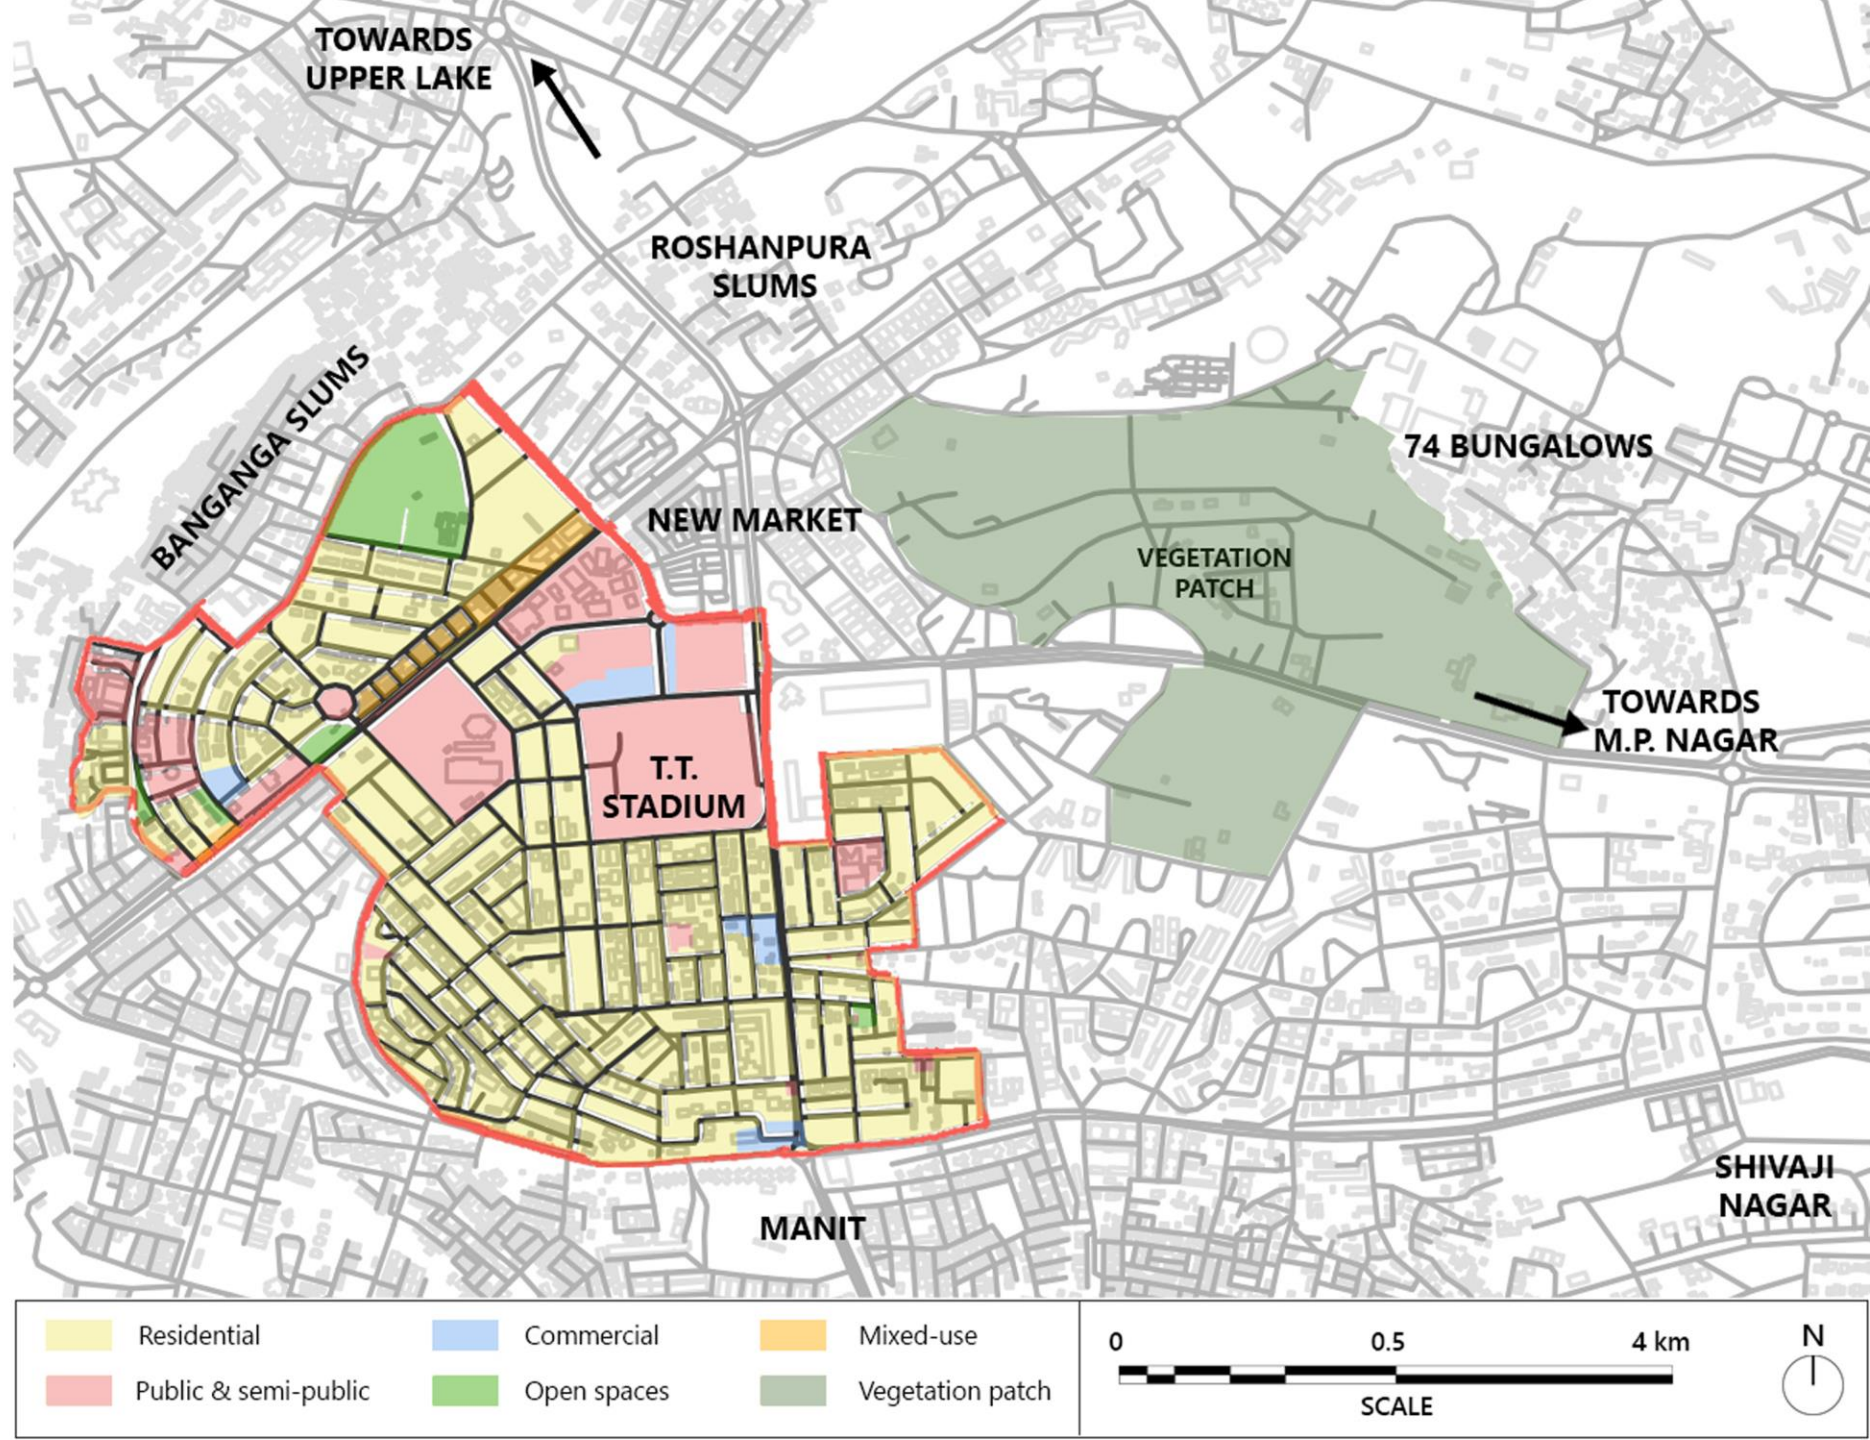 TOWARDS
UPPER LAKE
ROSHANPURA
SLUMS
BANGANGA SLUMS
74 BUNGALOWS
NEW MARKET
VEGETATION
PATCH
TOWARDS
M.P. NAGAR
T.T.
STADIUM
SHIVAJI
NAGAR
MANIT
Residential
Commercial
Mixed-use
Public & semi-public
Open spaces
Vegetation patch
0 0.5 4 km
SCALE
N